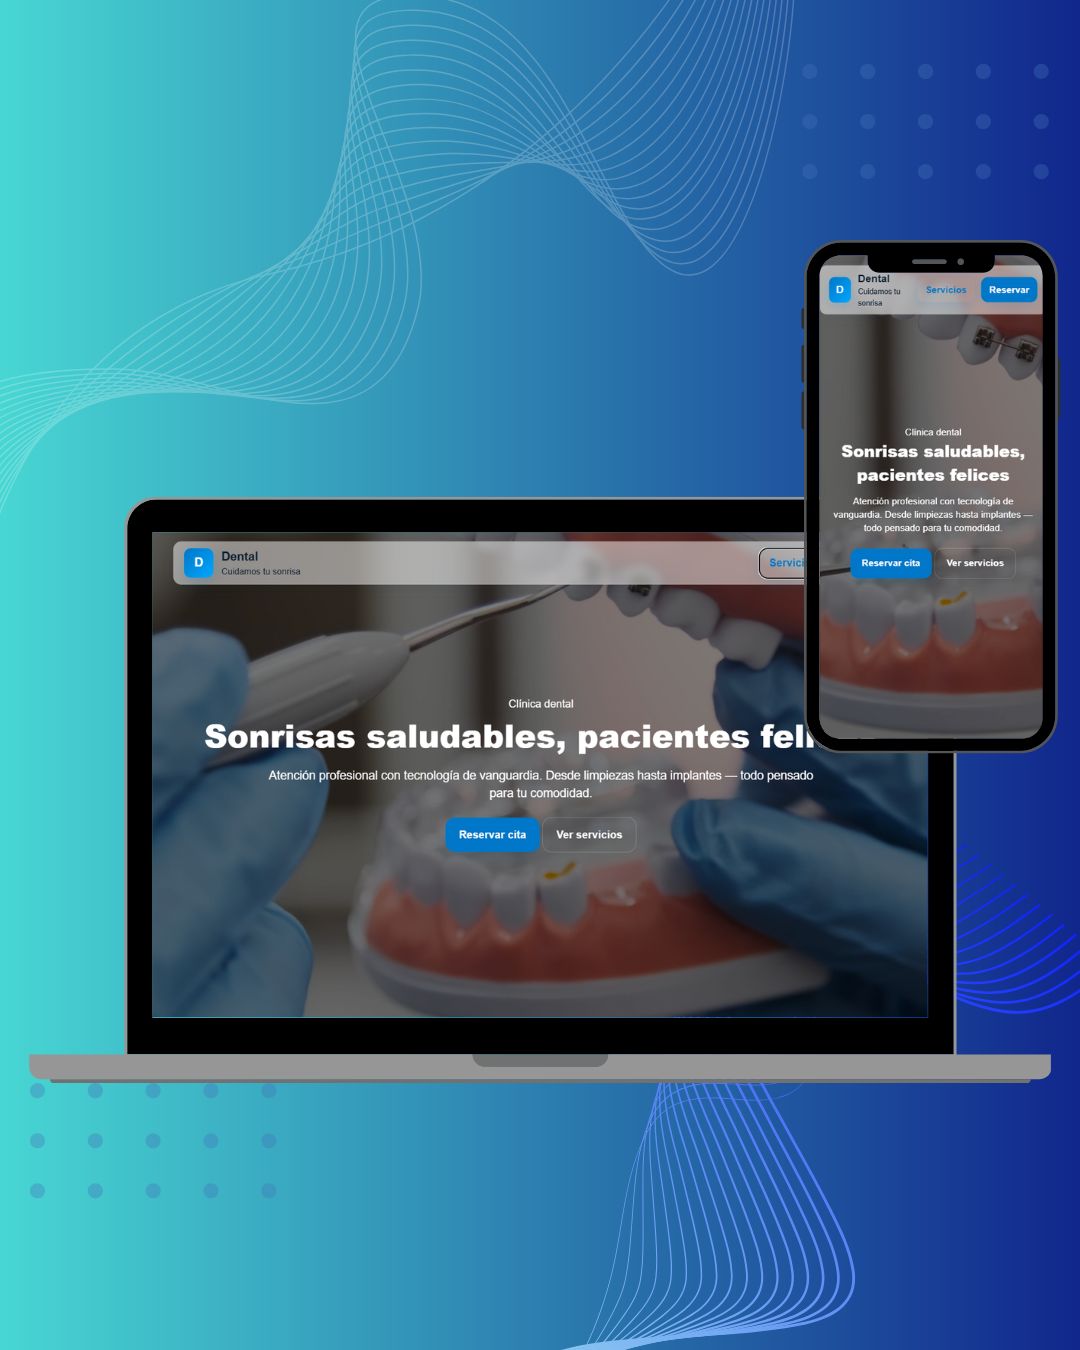 D
Dental
Cuidamos tu
sonrisa
Servicios
Reservar
Clínica dental
Sonrisas saludables,
pacientes felices
Atención profesional con tecnología de
vanguardia. Desde limpiezas hasta implantes —
todo pensado para tu comodidad.
Reservar cita
Ver servicios
D
Dental
Cuidamos tu sonrisa
Servici
Clínica dental
Sonrisas saludables, pacientes feli
Atención profesional con tecnología de vanguardia. Desde limpiezas hasta implantes — todo pensado
para tu comodidad.
Reservar cita
Ver servicios